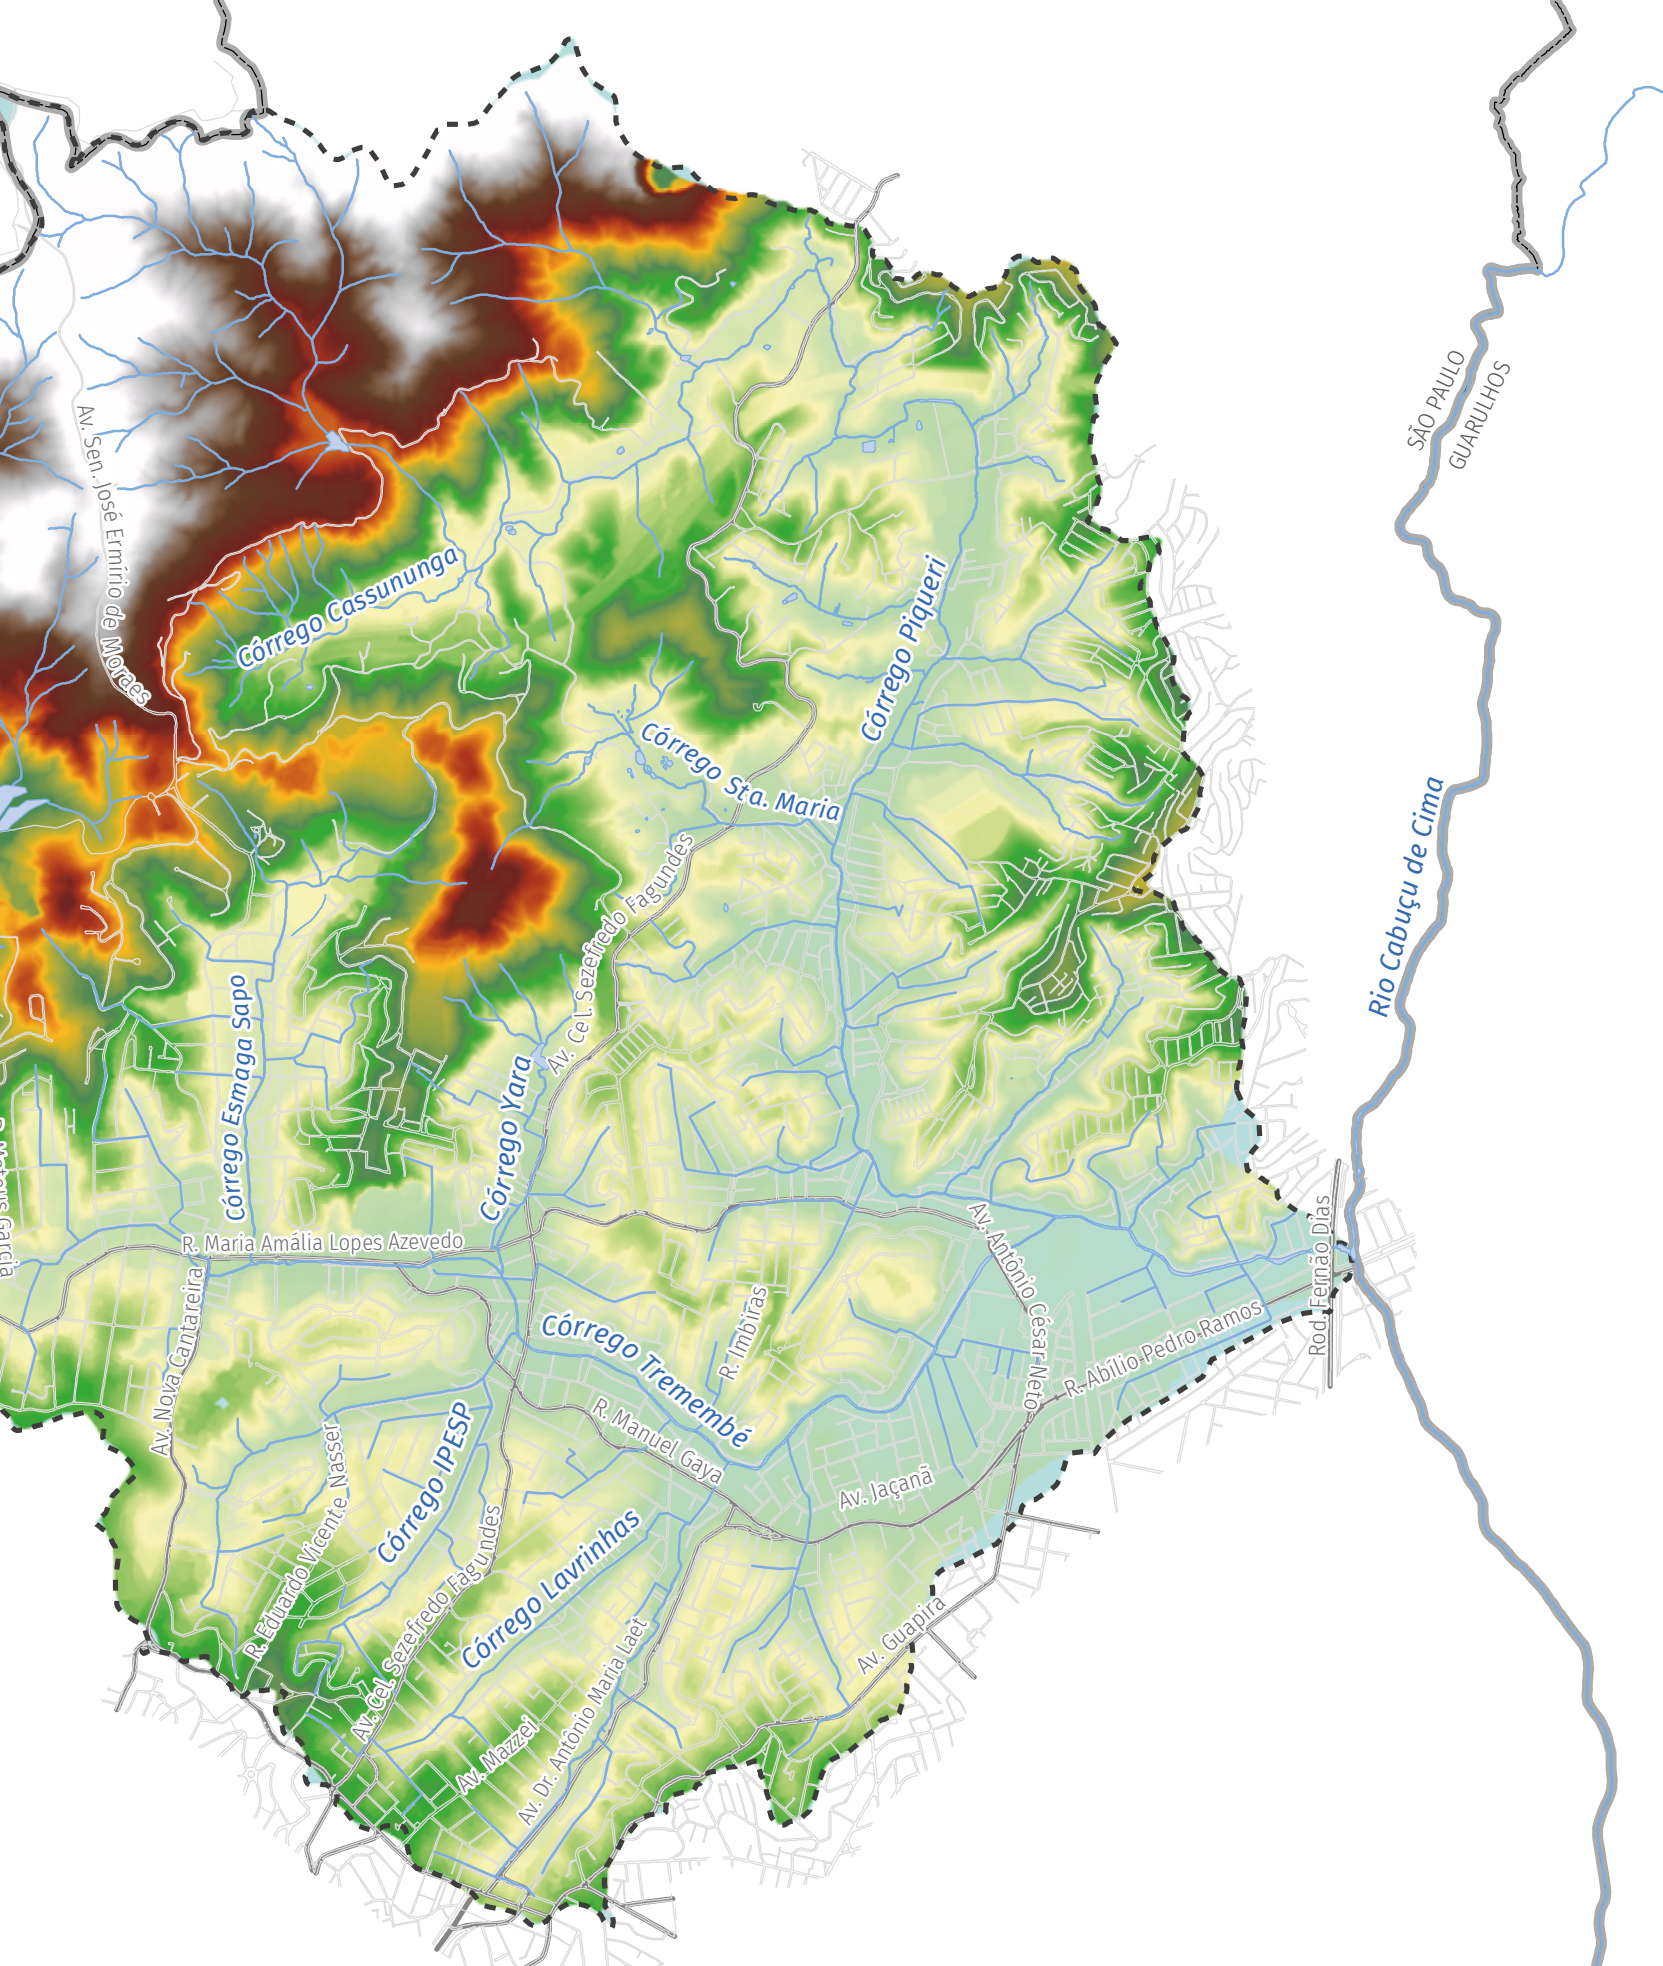 SÃO PAULO
GUARULHOS
Av. Sen. José Ermírio de Moraes
Córrego Cassununga
Córrego Piqueri
Córrego Sta. Maria
Rio Cabuçu de Cima
Av. Cel. Sezefredo Fagundes
Córrego Esmaga Sapo
Córrego Yara
Garcia
R. Maria Amália Lopes Azevedo
Av. Antônio César Neto
Rod. Fernão Dias
Av. Nova Cantareira
Córrego Tremembé
R. Imbiras
R. Abílio Pedro Ramos
R. Manuel Gaya
Córrego IPESP
R. Eduardo Vicente Nasser
Av. Jaçanã
Av. Cel. Sezefredo Fagundes
Córrego Lavrinhas
Av. Guapira
Av. Mazzei
Av. Dr. Antônio Maria Laet